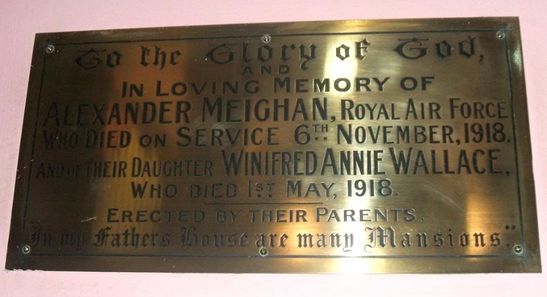 To the Glory of God,
AND
IN LOVING MEMORY OF
ALEXANDER MEIGHAN, ROYAL AIR FORCE
WHO DIED ON SERVICE 6TH NOVEMBER, 1918.
AND OF THEIR DAUGHTER WINIFRED ANNIE WALLACE,
WHO DIED 1ST MAY, 1918.
ERECTED BY THEIR PARENTS.
"In my Fathers House are many Mansions."